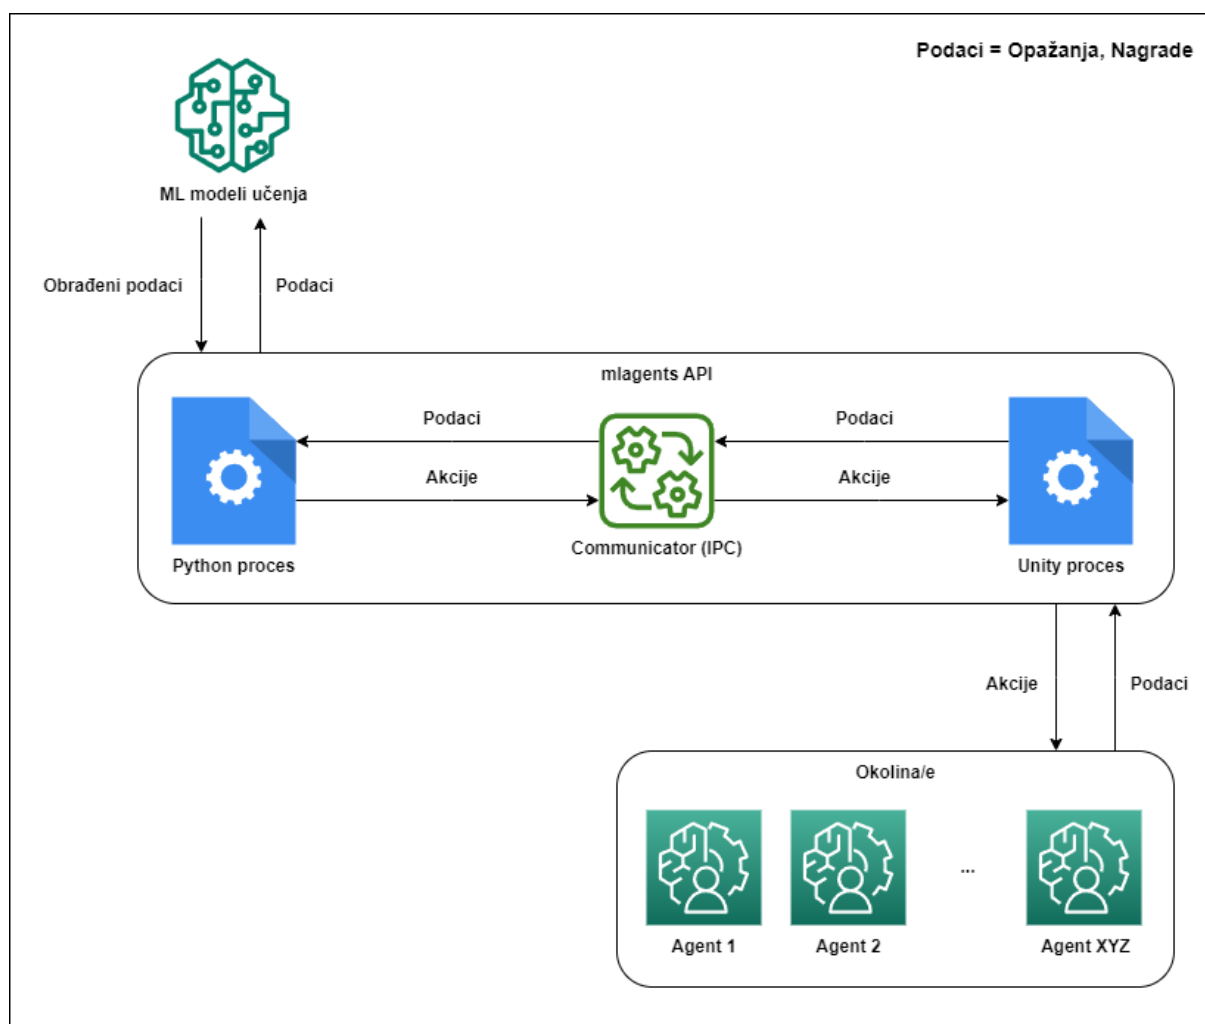 Podaci = Opažanja, Nagrade
ML modeli učenja
Obrađeni podaci
Podaci
mlagents API
Podaci
Podaci
Akcije
Akcije
Communicator (IPC)
Python proces
Unity proces
Akcije
Podaci
Okolina/e
...
Agent 1
Agent 2
Agent XYZ